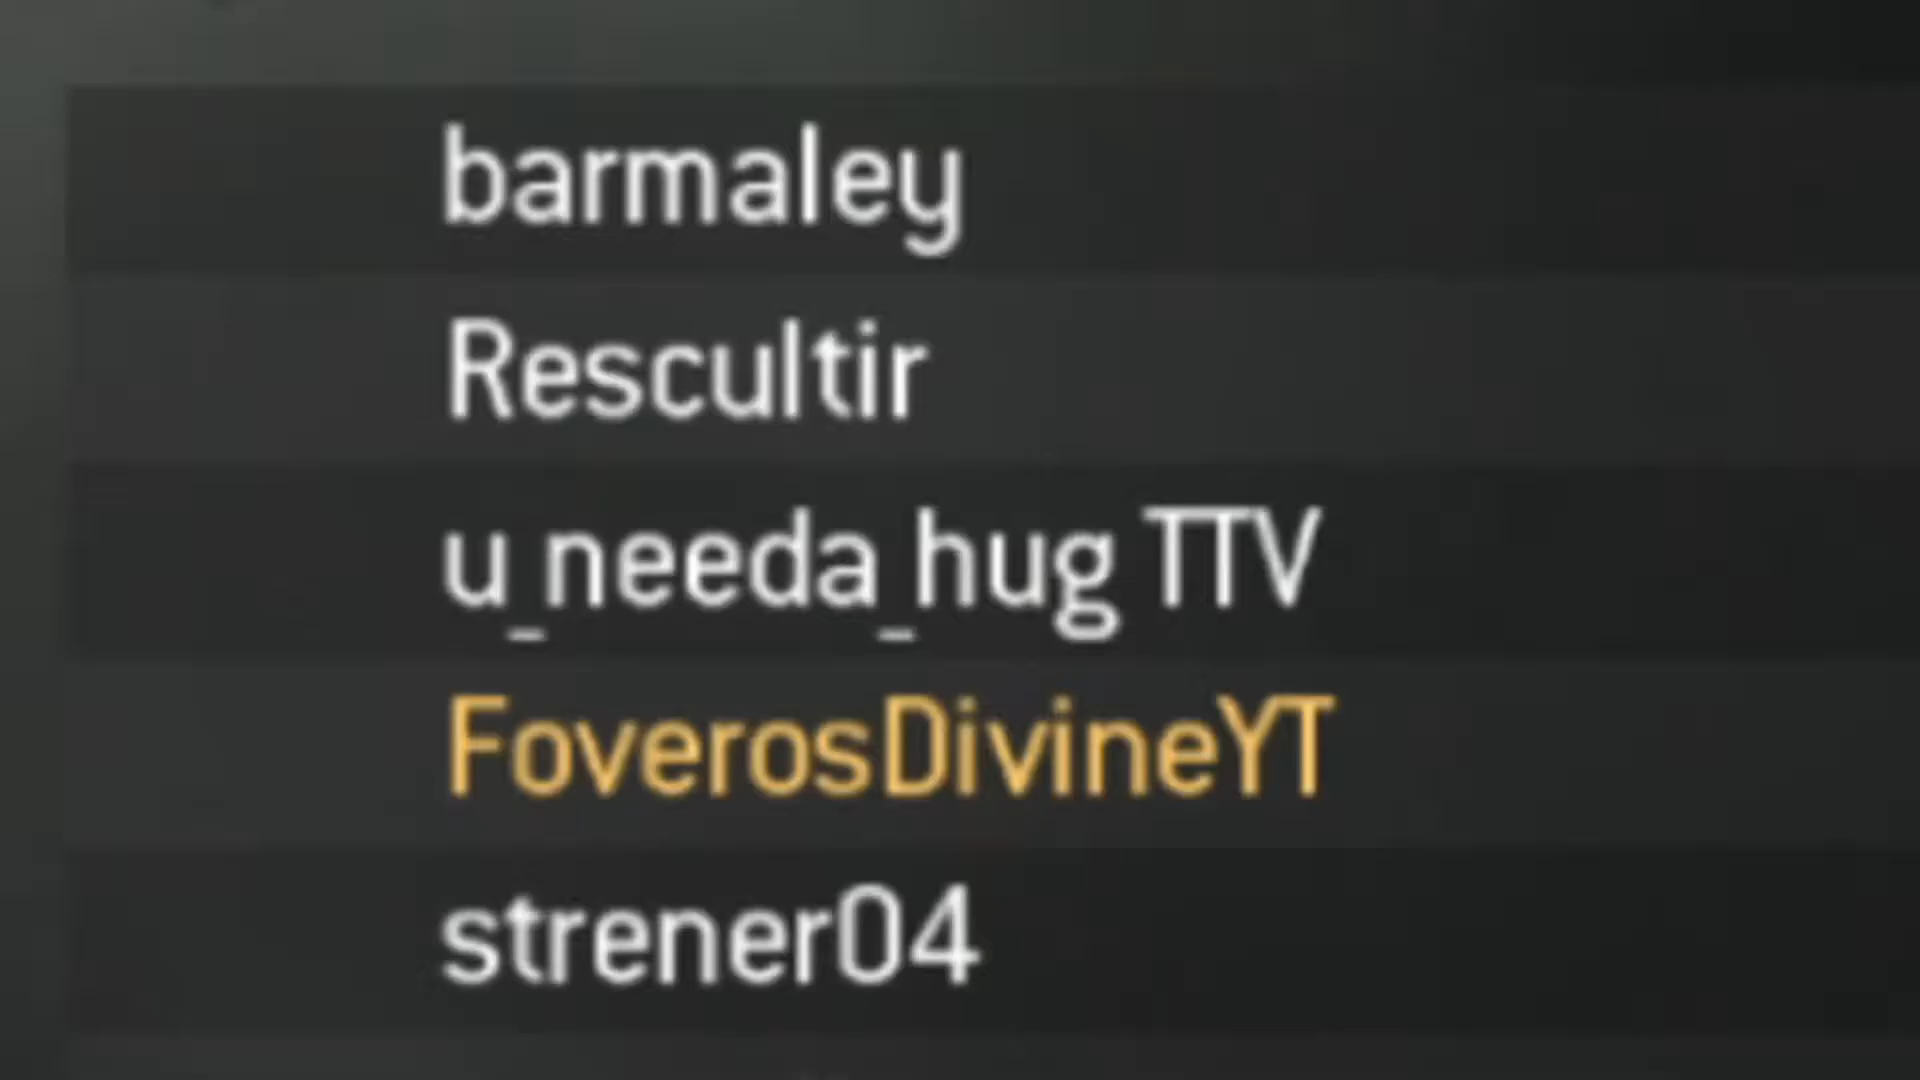 barmaley
Rescultir
u_needa_hug TTV
FoverosDivineYT
strener04